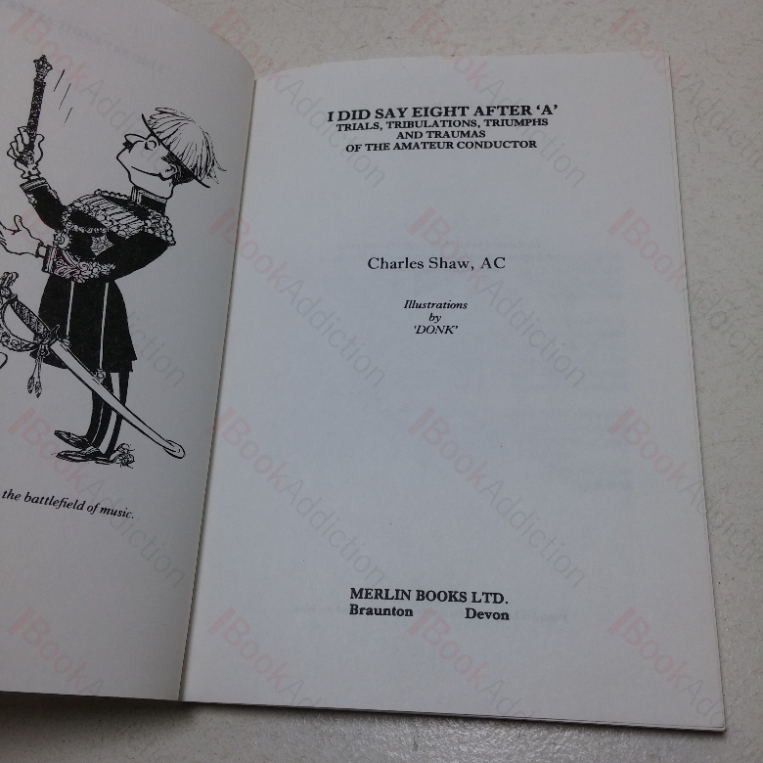 the battlefield of music.
I DID SAY EIGHT AFTER ‘A’
TRIALS, TRIBULATIONS, TRIUMPHS
AND TRAUMAS
OF THE AMATEUR CONDUCTOR
Charles Shaw, AC
Illustrations
by
‘DONK’
MERLIN BOOKS LTD.
Braunton Devon
BookAddiction